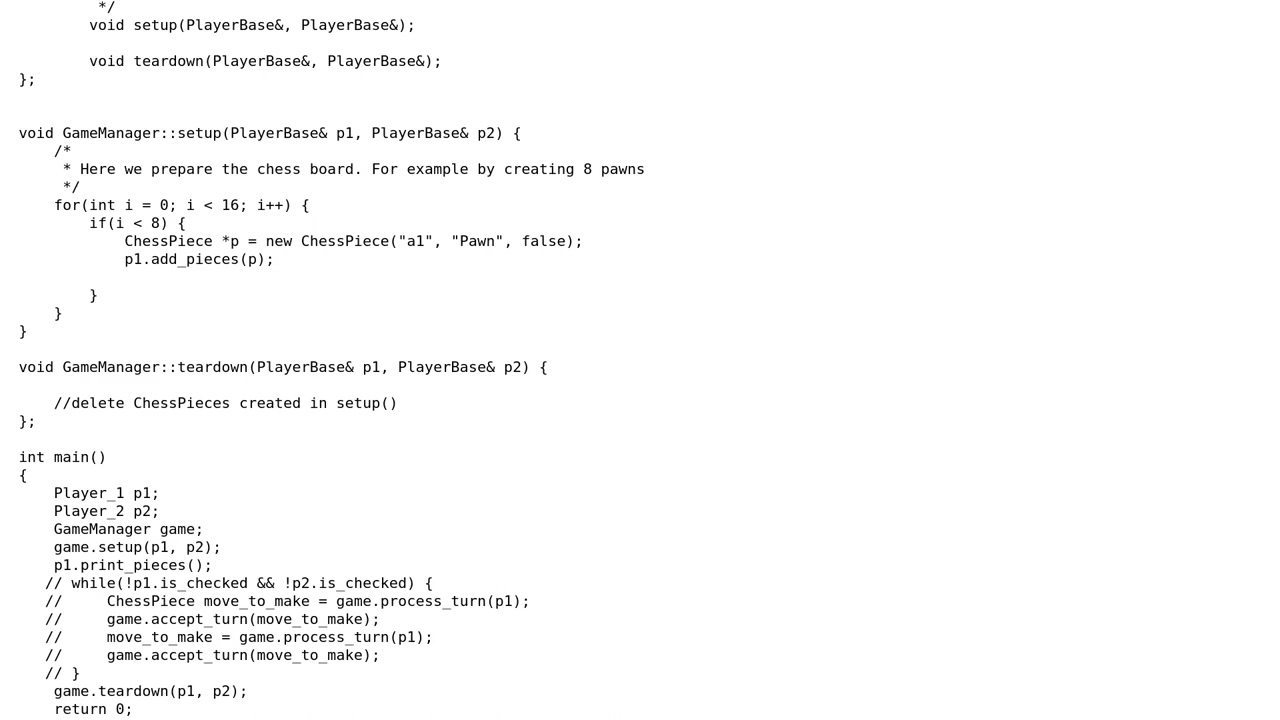 */
void setup(PlayerBase&, PlayerBase&);
void teardown(PlayerBase&, PlayerBase&);
};
void GameManager::setup(PlayerBase& p1, PlayerBase& p2) {
/*
* Here we prepare the chess board. For example by creating 8 pawns
*/
for(int i = 0; i < 16; i++) {
if(i < 8) {
ChessPiece *p = new ChessPiece("a1", "Pawn", false);
p1.add_pieces(p);
}
}
}
void GameManager::teardown(PlayerBase& p1, PlayerBase& p2) {
//delete ChessPieces created in setup()
};
int main()
{
Player_1 p1;
Player_2 p2;
GameManager game;
game.setup(p1, p2);
p1.print_pieces();
// while(!p1.is_checked && !p2.is_checked) {
//     ChessPiece move_to_make = game.process_turn(p1);
//     game.accept_turn(move_to_make);
//     move_to_make = game.process_turn(p1);
//     game.accept_turn(move_to_make);
// }
game.teardown(p1, p2);
return 0;